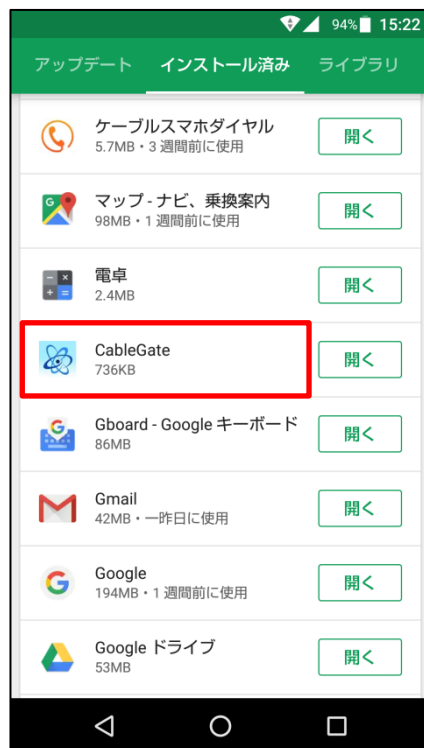 94% 15:22
アップデート インストール済み ライブラリ
ケーブルスマホダイヤル
5.7MB・3 週間前に使用
開く
マップ - ナビ、乗換案内
98MB・1 週間前に使用
開く
電卓
2.4MB
開く
CableGate
736KB
開く
Gboard - Google キーボード
86MB
開く
Gmail
42MB・一昨日に使用
開く
Google
194MB・1 週間前に使用
開く
Google ドライブ
53MB
開く